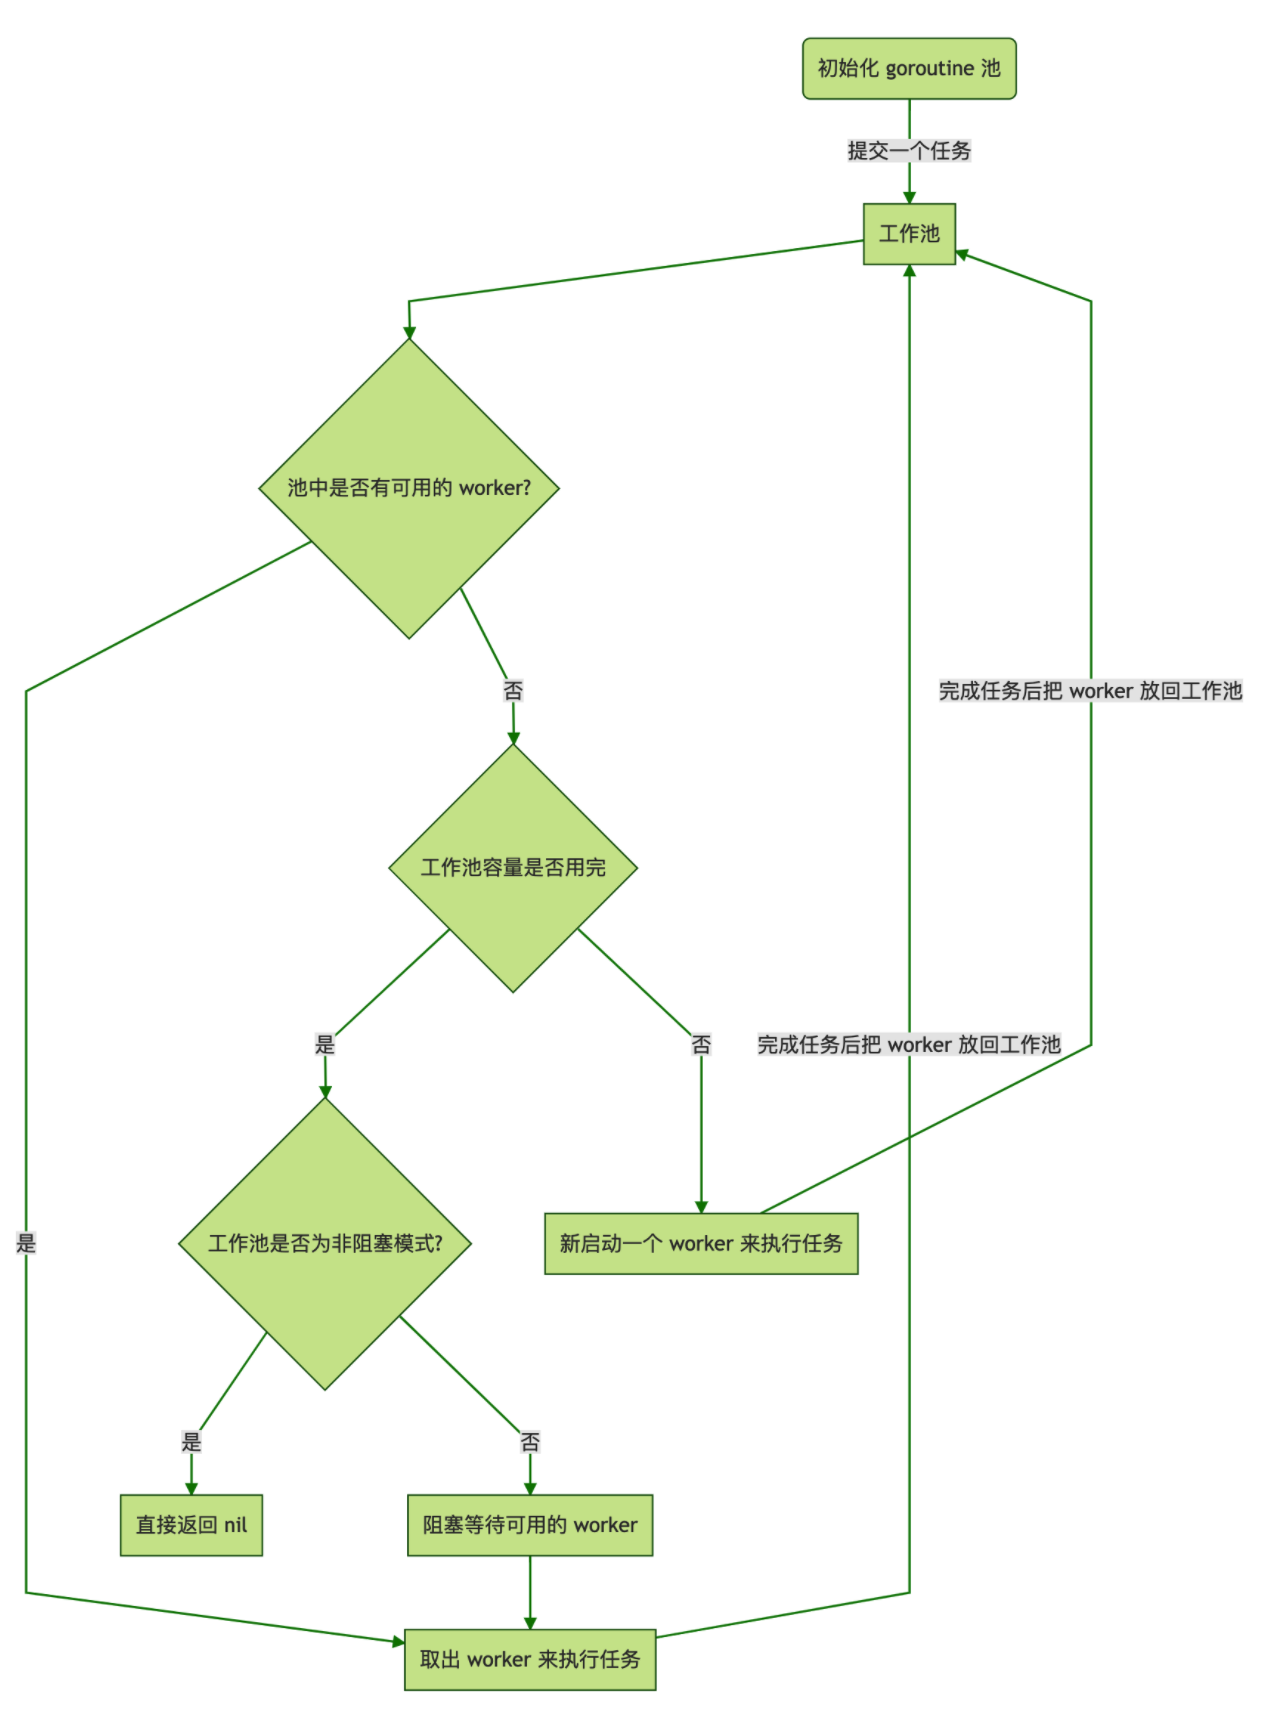 初始化 goroutine 池
提交一个任务
工作池
池中是否有可用的 worker?
否
完成任务后把 worker 放回工作池
工作池容量是否用完
是
否
完成任务后把 worker 放回工作池
是
工作池是否为非阻塞模式?
新启动一个 worker 来执行任务
是
否
直接返回 nil
阻塞等待可用的 worker
取出 worker 来执行任务